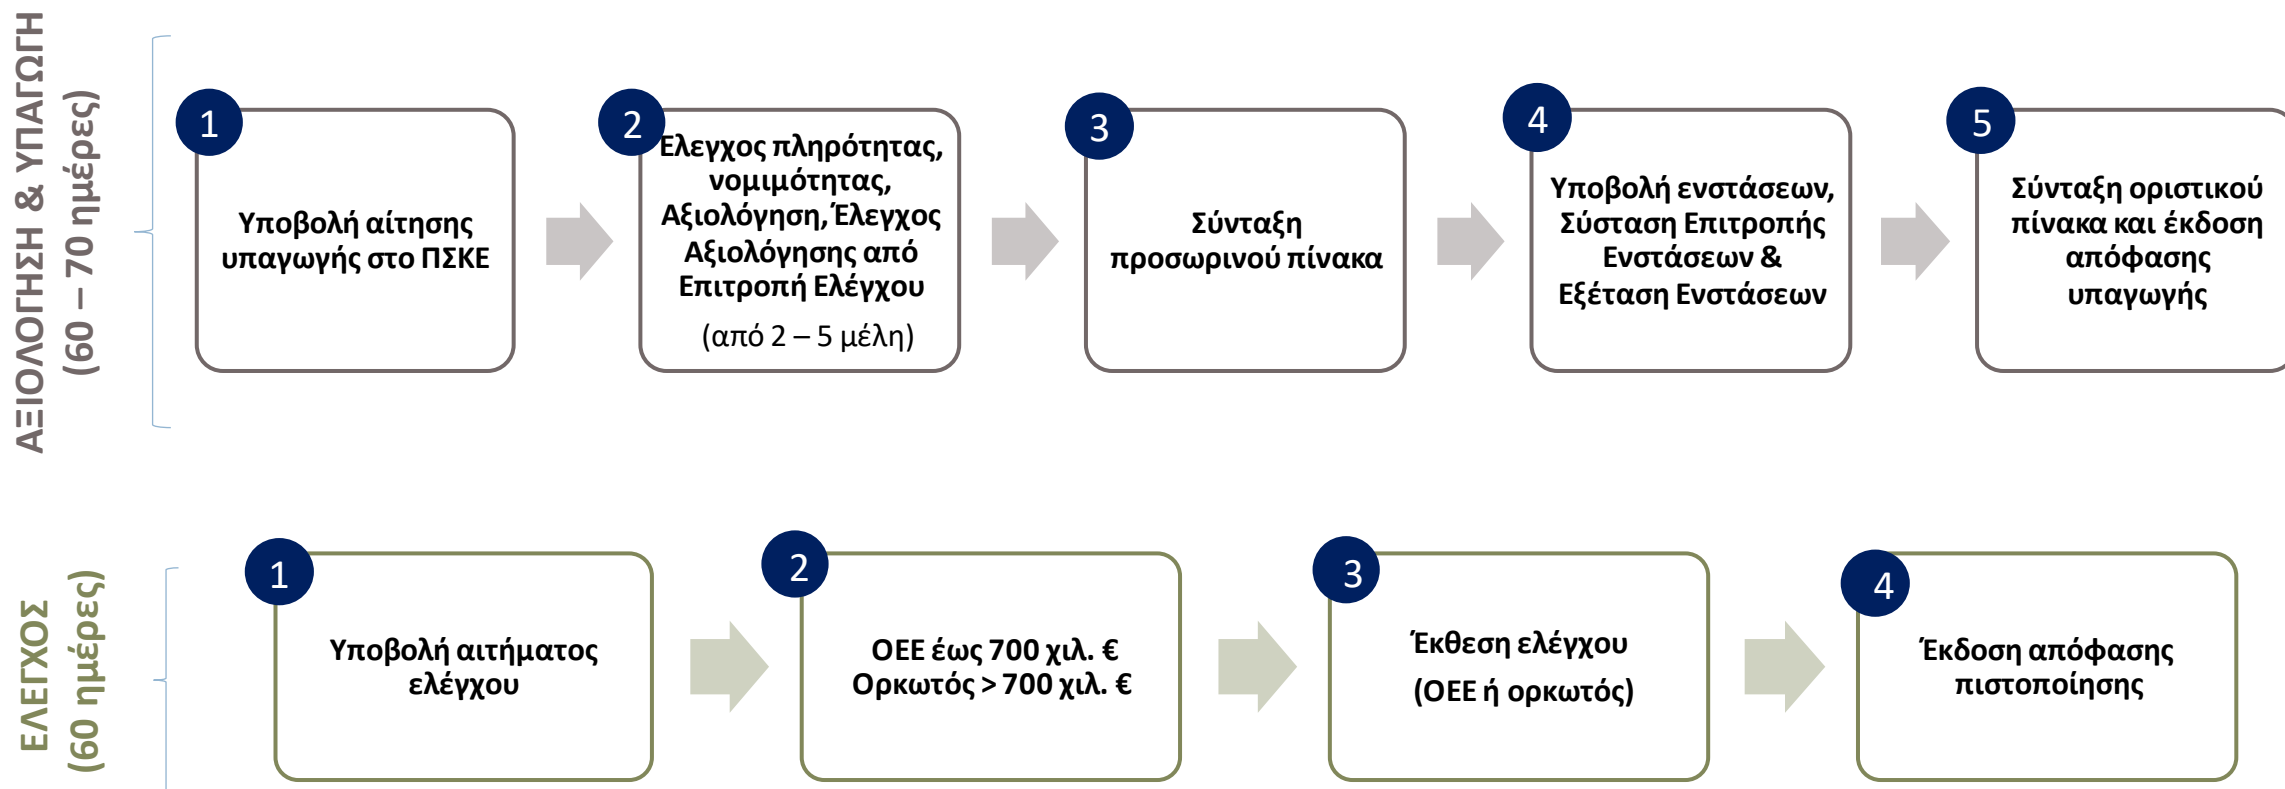 ΑΞΙΟΛΟΓΗΣΗ & ΥΠΑΓΩΓΗ
(60 – 70 ημέρες)
1
Υποβολή αίτησης
υπαγωγής στο ΠΣΚΕ
2
Έλεγχος πληρότητας,
νομιμότητας,
Αξιολόγηση, Έλεγχος
Αξιολόγησης από
Επιτροπή Ελέγχου
(από 2 – 5 μέλη)
3
Σύνταξη
προσωρινού πίνακα
4
Υποβολή ενστάσεων,
Σύσταση Επιτροπής
Ενστάσεων &
Εξέταση Ενστάσεων
5
Σύνταξη οριστικού
πίνακα και έκδοση
απόφασης
υπαγωγής
ΕΛΕΓΧΟΣ
(60 ημέρες)
1
Υποβολή αιτήματος
ελέγχου
2
ΟΕΕ έως 700 χιλ. €
Ορκωτός > 700 χιλ. €
3
Έκθεση ελέγχου
(ΟΕΕ ή ορκωτός)
4
Έκδοση απόφασης
πιστοποίησης